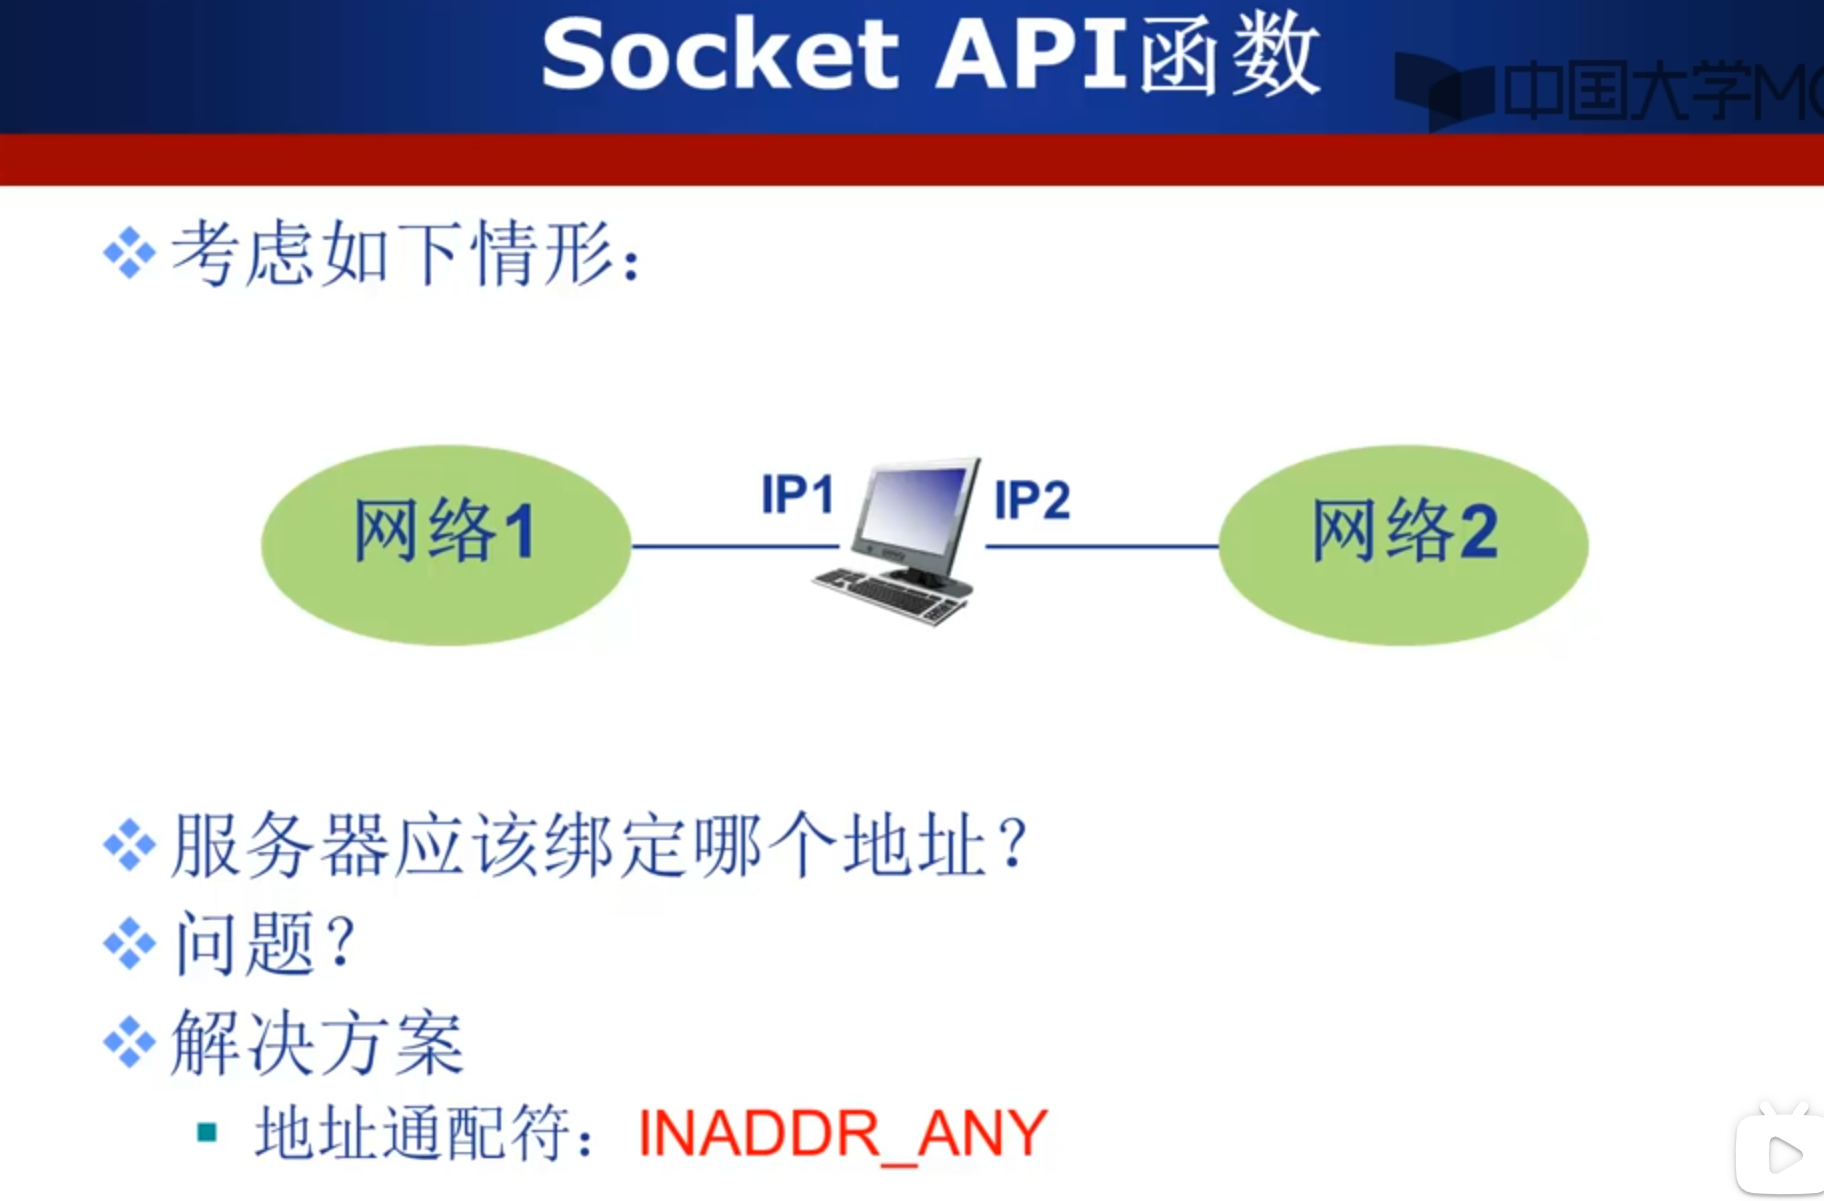 Socket API函数
中国大学MO
考虑如下情形：
网络1
IP1
IP2
网络2
服务器应该绑定哪个地址？
问题？
解决方案
地址通配符：INADDR_ANY